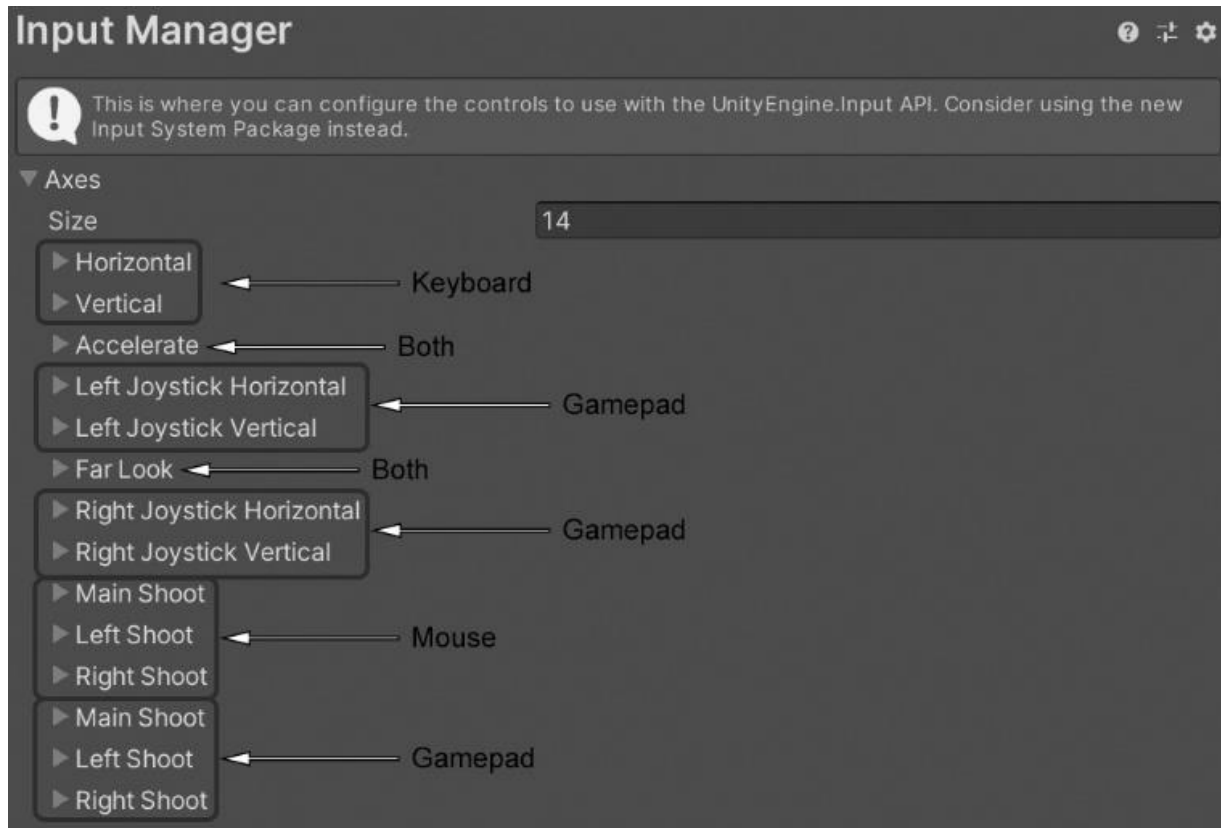 Input Manager
This is where you can configure the controls to use with the UnityEngine.Input API. Consider using the new
Input System Package instead.
Axes
Size 14
Horizontal
Keyboard
Vertical
Accelerate Both
Left Joystick Horizontal
Gamepad
Left Joystick Vertical
Far Look Both
Right Joystick Horizontal
Gamepad
Right Joystick Vertical
Main Shoot
Left Shoot Mouse
Right Shoot
Main Shoot
Left Shoot Gamepad
Right Shoot